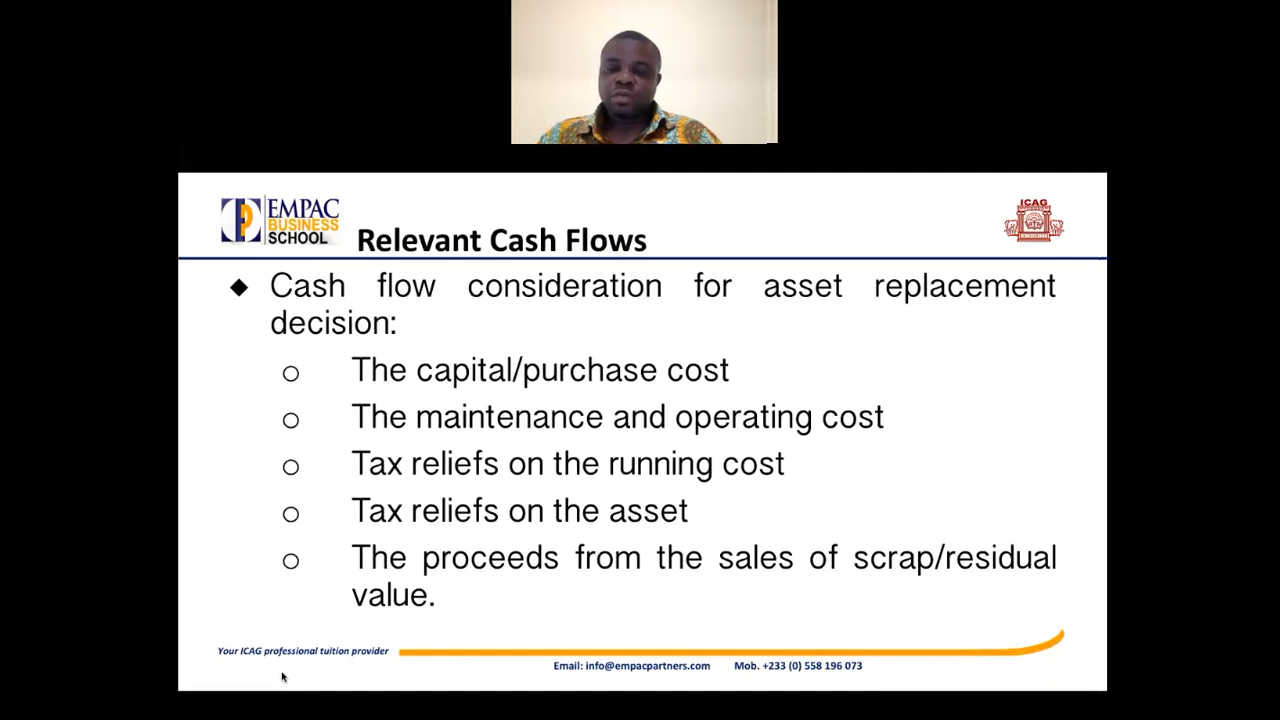 EMPAC
BUSINESS
SCHOOL
Relevant Cash Flows
ICAG
◆ Cash flow consideration for asset replacement
decision:
o The capital/purchase cost
o The maintenance and operating cost
o Tax reliefs on the running cost
o Tax reliefs on the asset
o The proceeds from the sales of scrap/residual
value.
Your ICAG professional tuition provider
Email: info@empacpartners.com Mob. +233 (0) 558 196 073